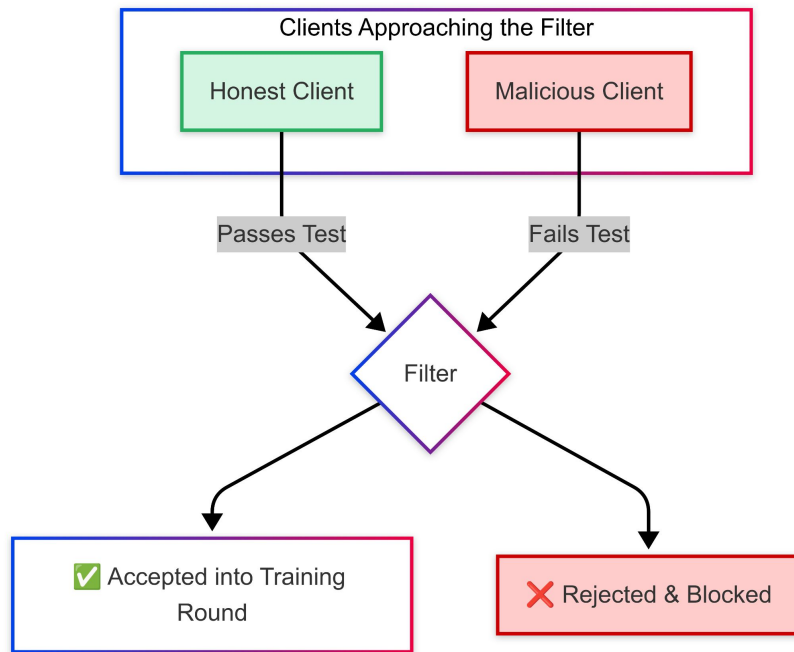 Clients Approaching the Filter
Honest Client
Malicious Client
Passes Test
Fails Test
Filter
✅ Accepted into Training
Round
❌ Rejected & Blocked